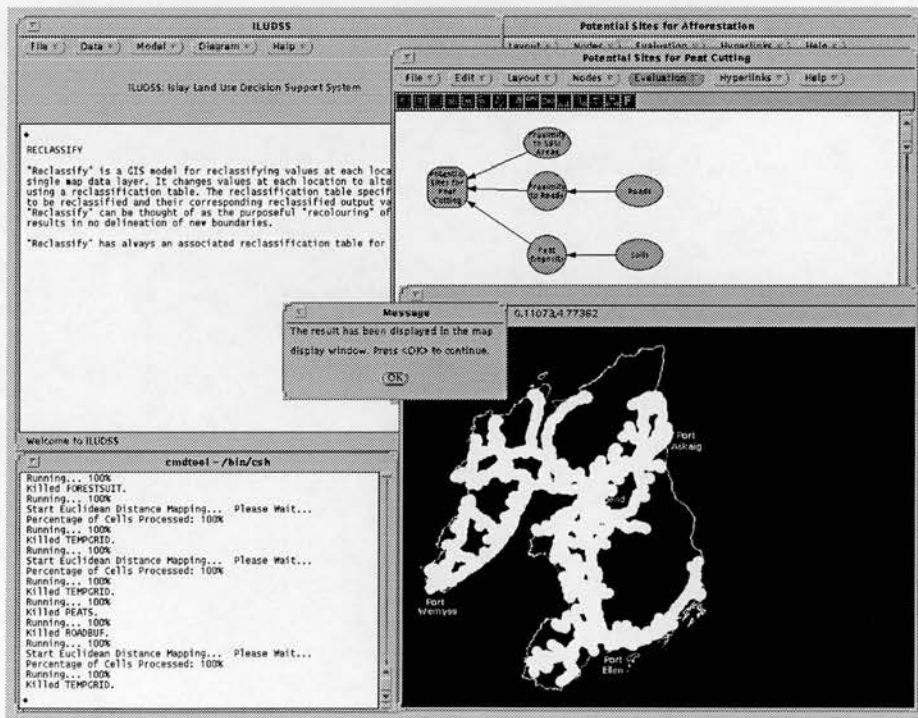 ILUDSS
File Data Model Diagram Help
ILUDSS: Islay Land Use Decision Support System
RECLASSIFY
"Reclassify" is a GIS model for reclassifying values at each loca
single map data layer. It changes values at each location to alte
using a reclassification table. The reclassification table specif
to be reclassified and their corresponding reclassified output va
"Reclassify" can be thought of as the purposeful "recolouring" of
results in no delineation of new boundaries.
"Reclassify" has always an associated reclassification table for
Welcome to ILUDSS
Potential Sites for Afforestation
Layout Nodes Evaluation Hyperlinks Help
Potential Sites for Peat Cutting
File Edit Layout Nodes Evaluation Hyperlinks Help
Proximity
to SSSI
Areas
Potential
Sites for
Peat
Cutting
Proximity
to Roads
Roads
Peat
Soils
Message
The result has been displayed in the map
display window. Press <OK> to continue.
OK
0.11073,4.77362
Port
Askaig
Port
Wemyss
Port
Ellen
cmdtool - /bin/csh
Running... 100%
Killed FORESTSUIT.
Running... 100%
Start Euclidean Distance Mapping... Please Wait...
Percentage of Cells Processed: 100%
Running... 100%
Killed TEMPGRID.
Running... 100%
Start Euclidean Distance Mapping... Please Wait...
Percentage of Cells Processed: 100%
Running... 100%
Killed TEMPGRID.
Running... 100%
Killed PEATS.
Running... 100%
Killed ROADBUF.
Running... 100%
Start Euclidean Distance Mapping... Please Wait...
Percentage of Cells Processed: 100%
Running... 100%
Killed TEMPGRID.